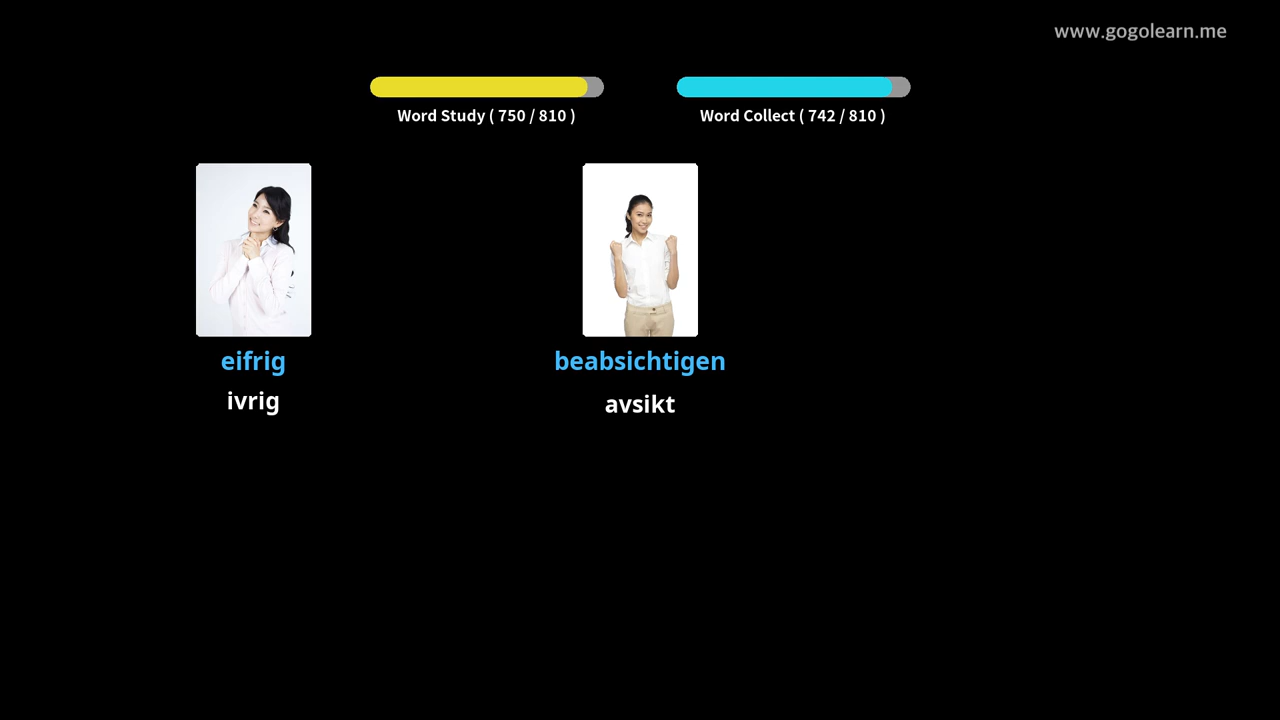 www.gogolearn.me
Word Study ( 750 / 810 )
Word Collect ( 742 / 810 )
eifrig
ivrig
beabsichtigen
avsikt